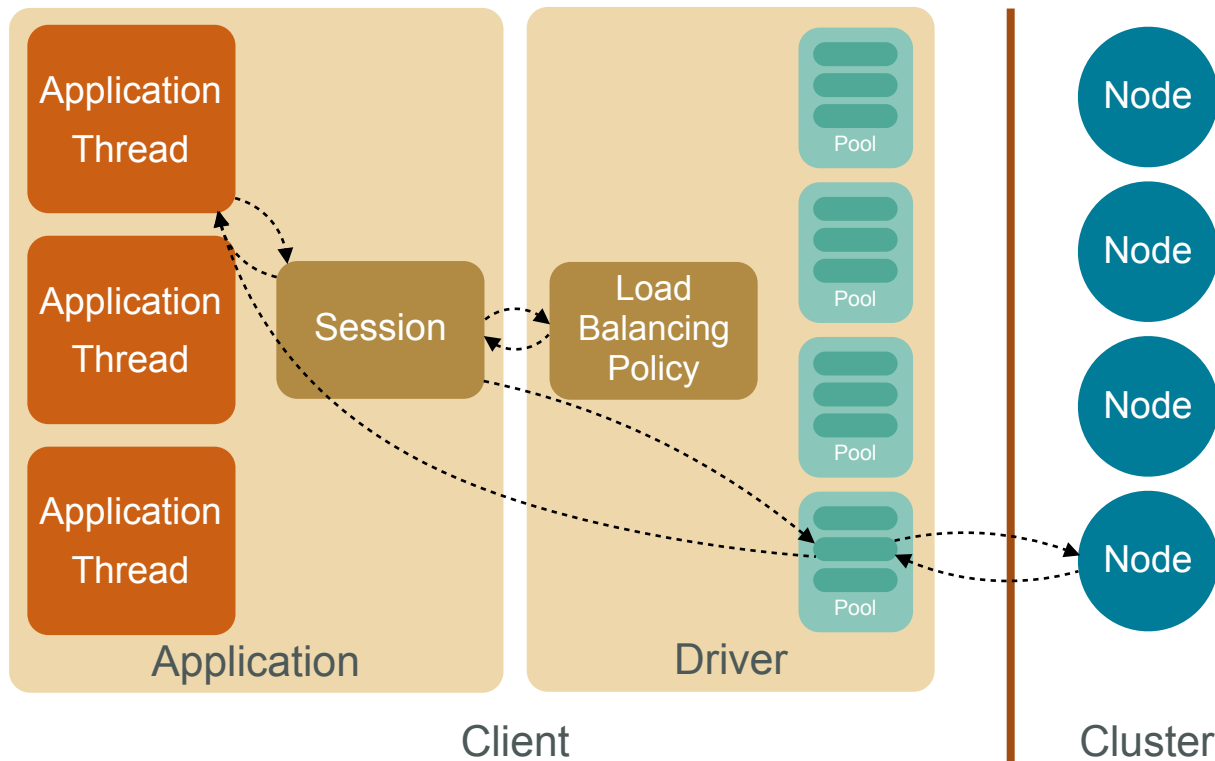 Application
Thread
Application
Thread
Application
Thread
Session
Load
Balancing
Policy
Pool
Pool
Pool
Pool
Node
Node
Node
Node
Application
Driver
Client
Cluster